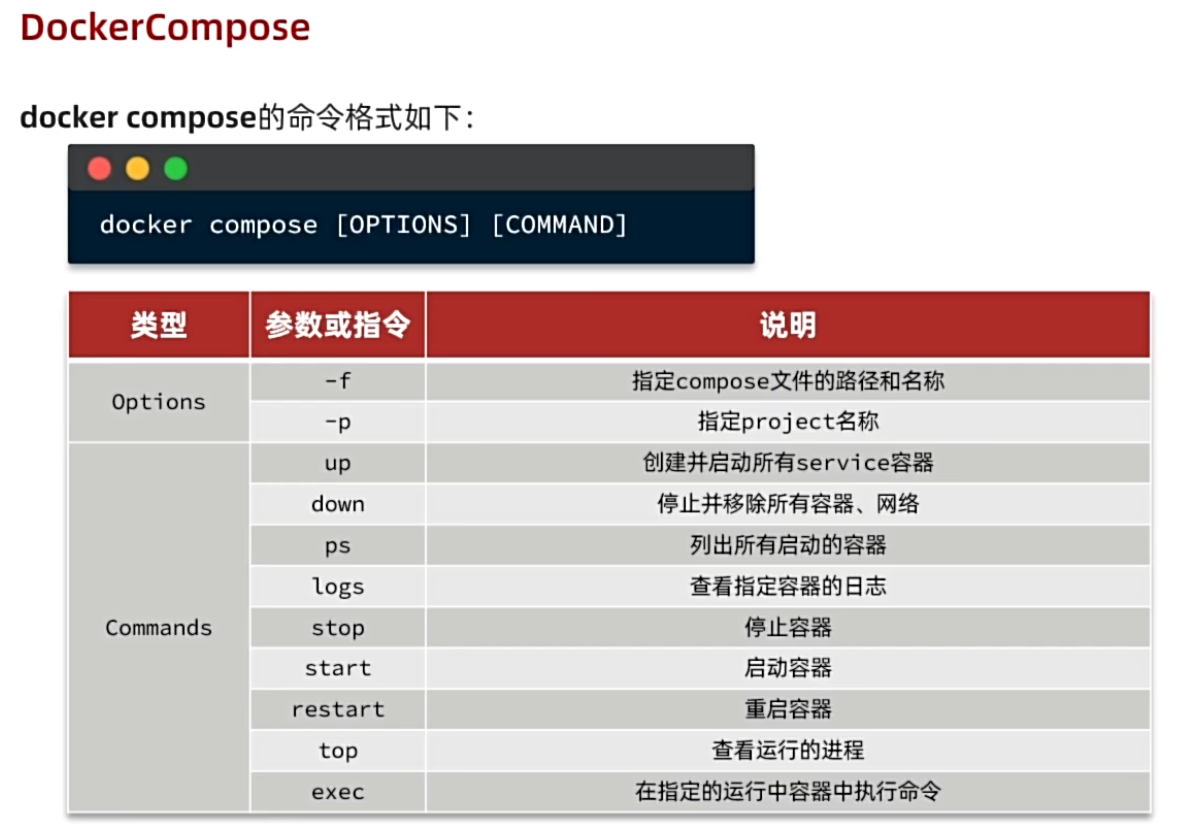 DockerCompose
docker compose的命令格式如下：
docker compose [OPTIONS] [COMMAND]
类型 参数或指令 说明
Options -f 指定compose文件的路径和名称
-p 指定project名称
Commands up 创建并启动所有service容器
down 停止并移除所有容器、网络
ps 列出所有启动的容器
logs 查看指定容器的日志
stop 停止容器
start 启动容器
restart 重启容器
top 查看运行的进程
exec 在指定的运行中容器中执行命令